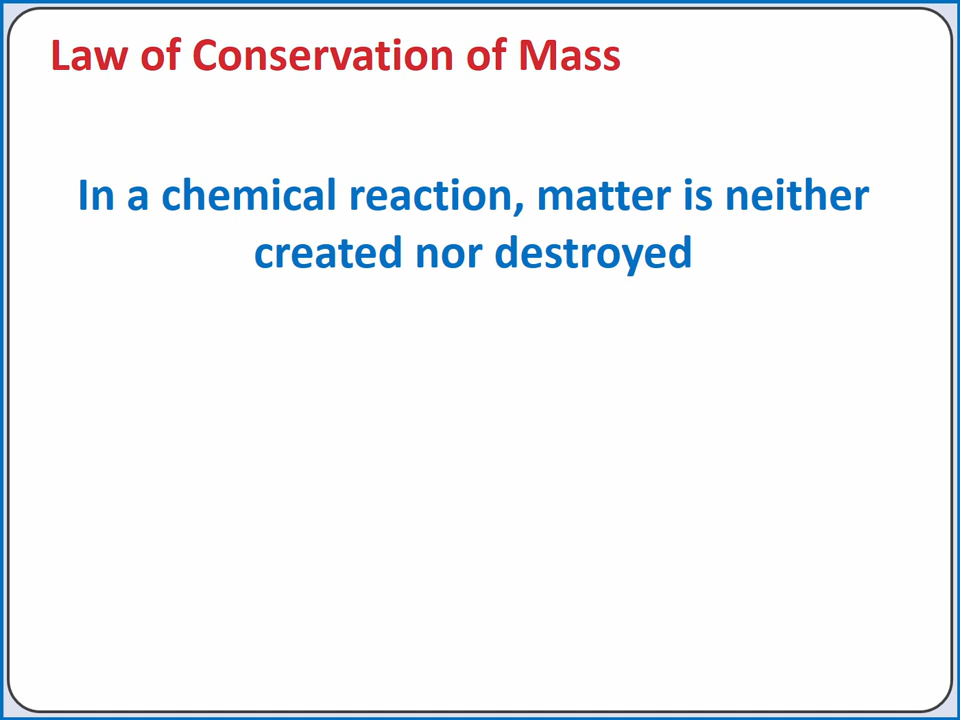 Law of Conservation of Mass
In a chemical reaction, matter is neither
created nor destroyed